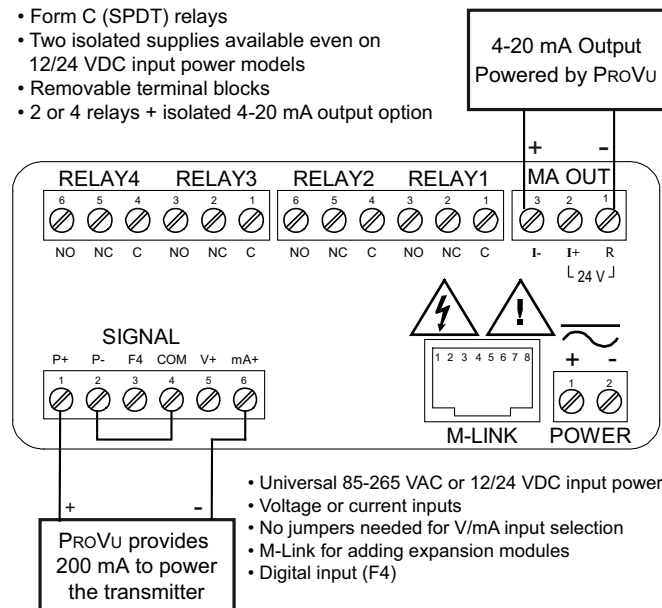 • Form C (SPDT) relays
• Two isolated supplies available even on
12/24 VDC input power models
• Removable terminal blocks
• 2 or 4 relays + isolated 4-20 mA output option
4-20 mA Output
Powered by PROVU
+ -
RELAY4 RELAY3 RELAY2 RELAY1 MA OUT
6 5 4 3 2 1 6 5 4 3 2 1 3 2 1
NO NC C NO NC C NO NC C NO NC C I- I+ R
24 V
SIGNAL
P+ P- F4 COM V+ mA+
1 2 3 4 5 6
!
1 2 3 4 5 6 7 8
+ -
1 2
M-LINK POWER
+ -
PROVU provides
200 mA to power
the transmitter
• Universal 85-265 VAC or 12/24 VDC input power
• Voltage or current inputs
• No jumpers needed for V/mA input selection
• M-Link for adding expansion modules
• Digital input (F4)